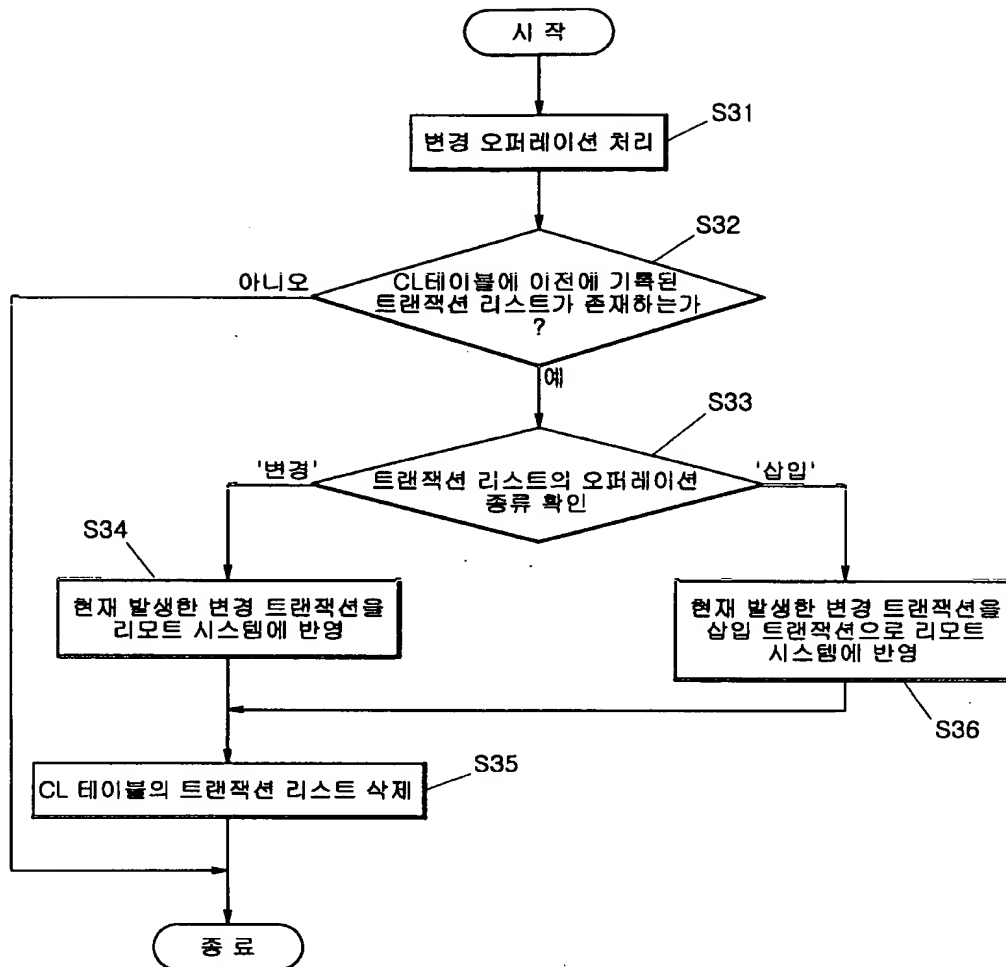 시 작
S31
변경 오퍼레이션 처리
S32
아니오
CL테이블에 이전에 기록된
트랜잭션 리스트가 존재하는가
?
예
S33
'변경'
'삽입'
트랜잭션 리스트의 오퍼레이션
종류 확인
S34
현재 발생한 변경 트랜잭션을
리모트 시스템에 반영
현재 발생한 변경 트랜잭션을
삽입 트랜잭션으로 리모트
시스템에 반영
S36
S35
CL 테이블의 트랜잭션 리스트 삭제
종 료